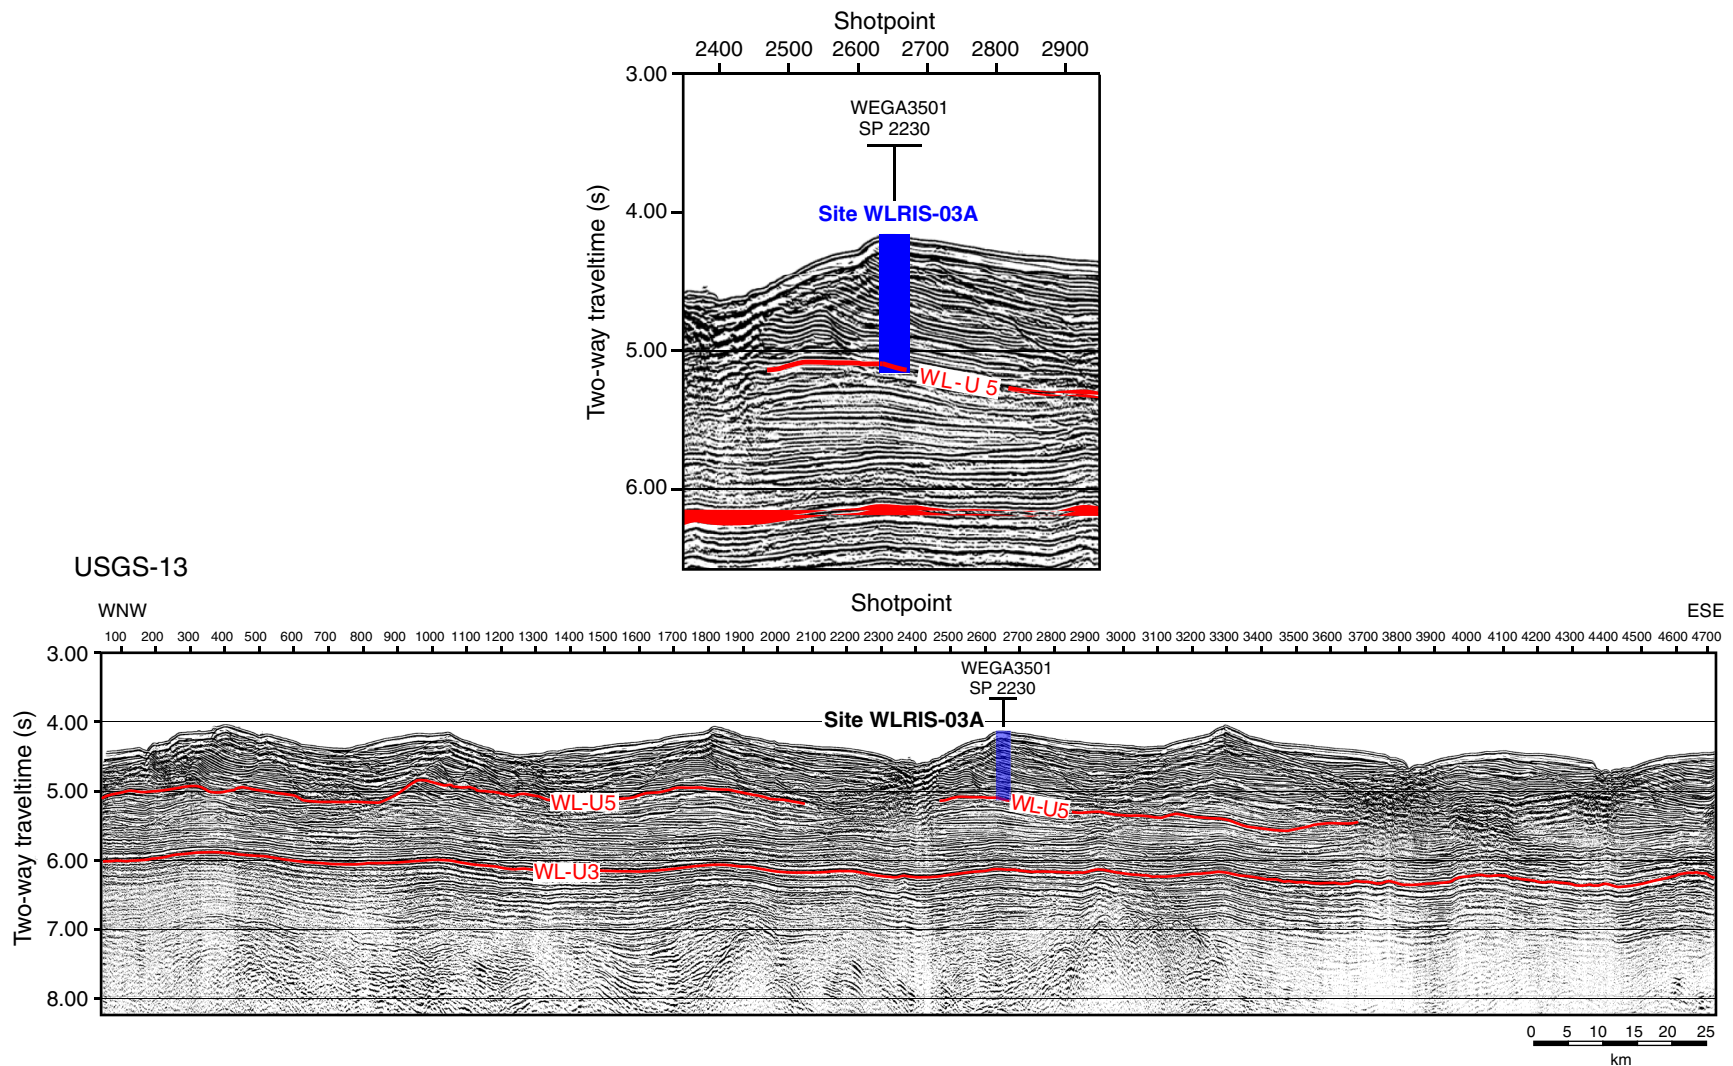 Shotpoint
2400 2500 2600 2700 2800 2900
3.00
WEGA3501
SP 2230
4.00
Site WLRIS-03A
5.00
WL-U 5
6.00
Two-way traveltime (s)
USGS-13
WNW
Shotpoint
ESE
100 200 300 400 500 600 700 800 900 1000 1100 1200 1300 1400 1500 1600 1700 1800 1900 2000 2100 2200 2300 2400 2500 2600 2700 2800 2900 3000 3100 3200 3300 3400 3500 3600 3700 3800 3900 4000 4100 4200 4300 4400 4500 4600 4700
3.00
WEGA3501
SP 2230
4.00
Site WLRIS-03A
5.00
WL-U5
WL-U5
6.00
WL-U3
7.00
8.00
Two-way traveltime (s)
0 5 10 15 20 25
km